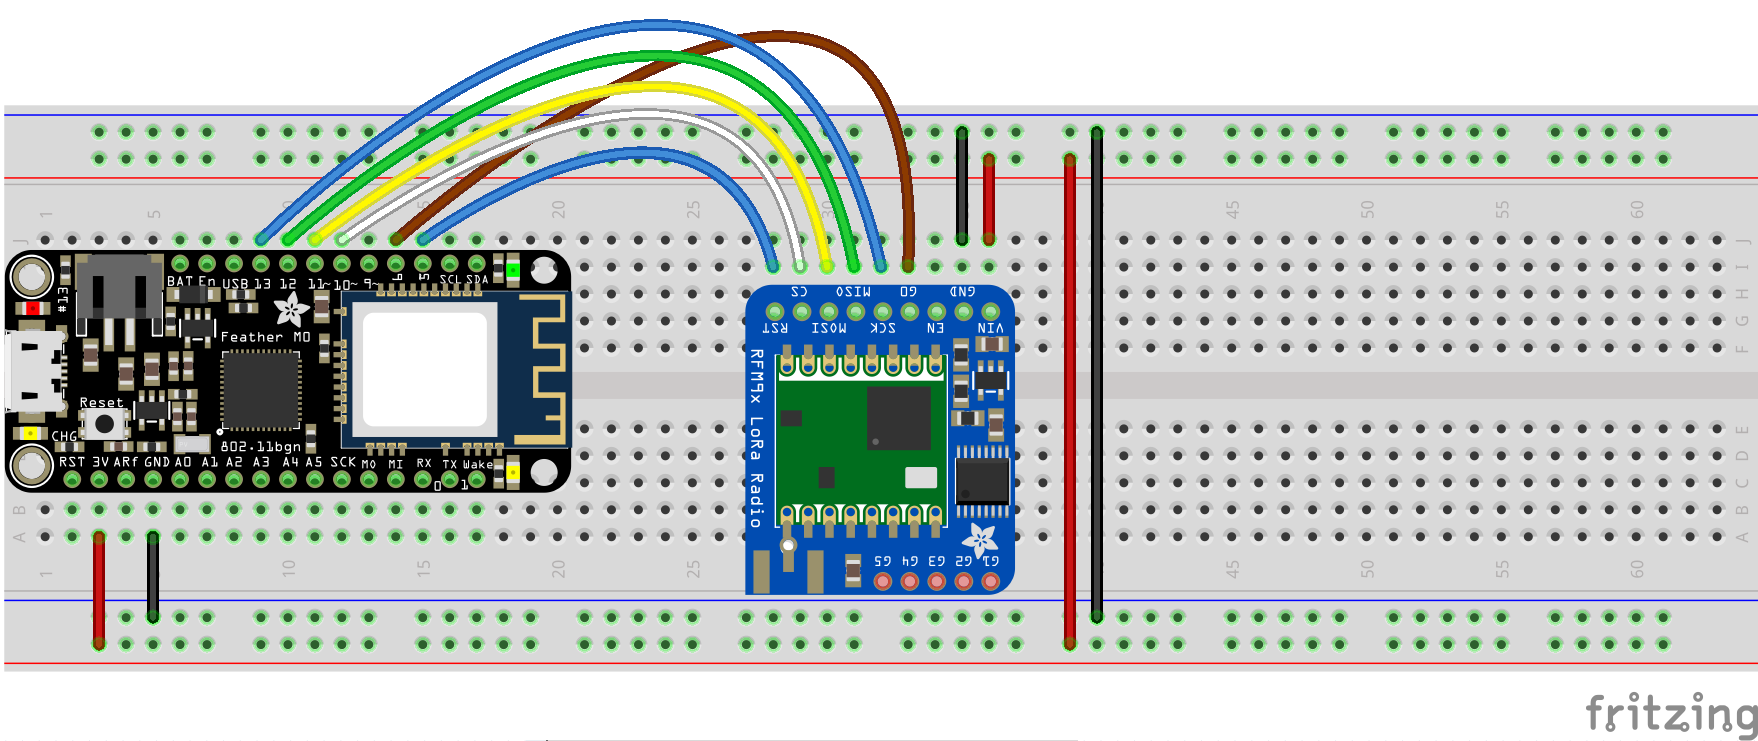 1 5 10 15 20 25 30 45 50 55 60
J J
I
H
G
F
BAT En USB 13 12 11~ 10~ 9~ 6 5 SCL SDA
#13
Feather M0
Reset
CHG
802.11bgn
RST 3V ARf GND A0 A1 A2 A3 A4 A5 SCK MO MI RX TX Wake
0 1
CS MISO G0 GND
RST MOSI SCK EN VIN
RFM9x LoRa Radio
G5 G4 G3 G2 G1
E
D
C
B B
A A
1 10 15 20 25 45 50 55 60
fritzing